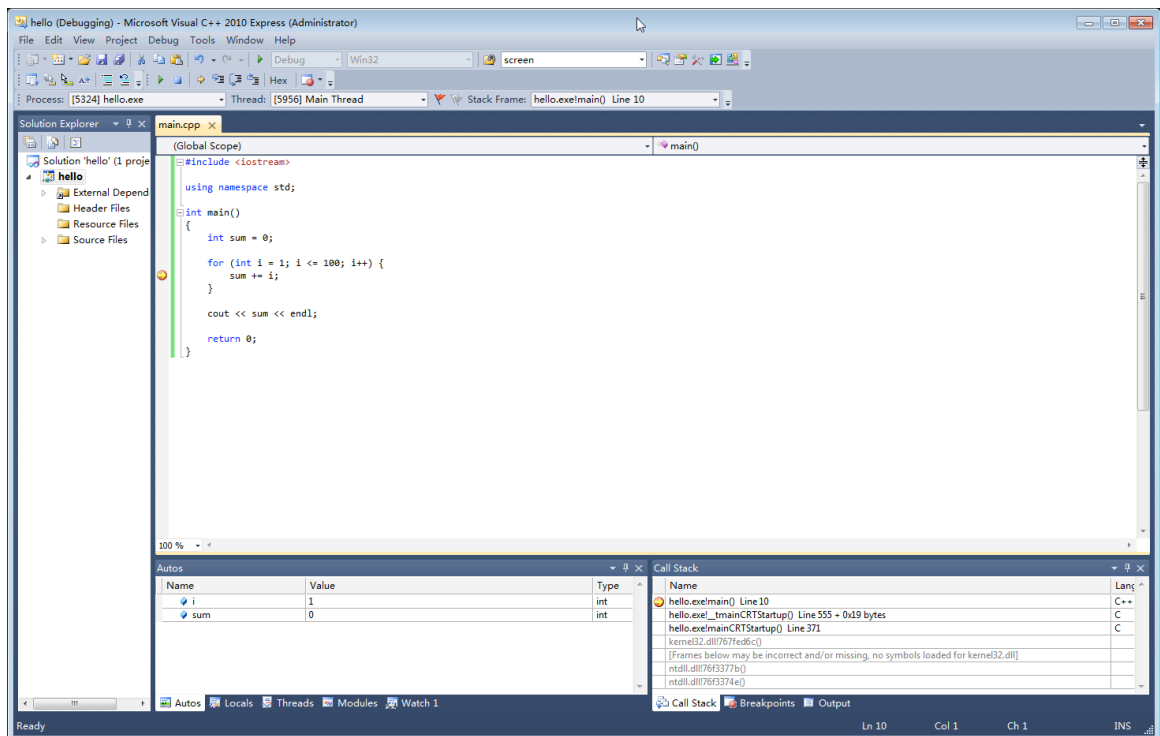 hello (Debugging) - Microsoft Visual C++ 2010 Express (Administrator)
File Edit View Project Debug Tools Window Help
Debug Win32 screen
Hex
Process: [5324] hello.exe Thread: [5956] Main Thread Stack Frame: hello.exe!main() Line 10
Solution Explorer
main.cpp
(Global Scope) main()
Solution 'hello' (1 proje
hello
External Depend
Header Files
Resource Files
Source Files
#include <iostream>
using namespace std;
int main()
{
int sum = 0;
for (int i = 1; i <= 100; i++) {
sum += i;
}
cout << sum << endl;
return 0;
}
100 %
Autos
Name Value Type
i 1 int
sum 0 int
Autos Locals Threads Modules Watch 1
Call Stack
Name Lang
hello.exe!main() Line 10 C++
hello.exe!__tmainCRTStartup() Line 555 + 0x19 bytes C
hello.exe!mainCRTStartup() Line 371 C
kernel32.dll!767fed6c()
[Frames below may be incorrect and/or missing, no symbols loaded for kernel32.dll]
ntdll.dll!76f3377b()
ntdll.dll!76f3374e()
Call Stack Breakpoints Output
Ready Ln 10 Col 1 Ch 1 INS